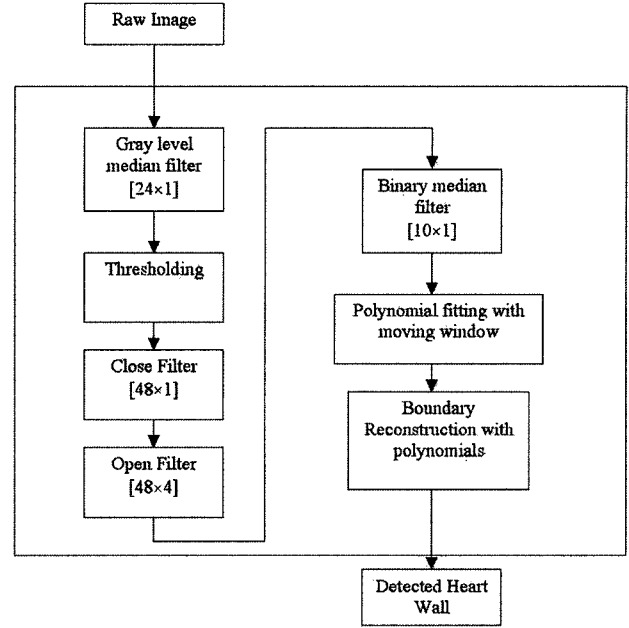 Raw Image
Gray level
median filter
[24×1]
Thresholding
Close Filter
[48×1]
Open Filter
[48×4]
Binary median
filter
[10×1]
Polynomial fitting with
moving window
Boundary
Reconstruction with
polynomials
Detected Heart
Wall